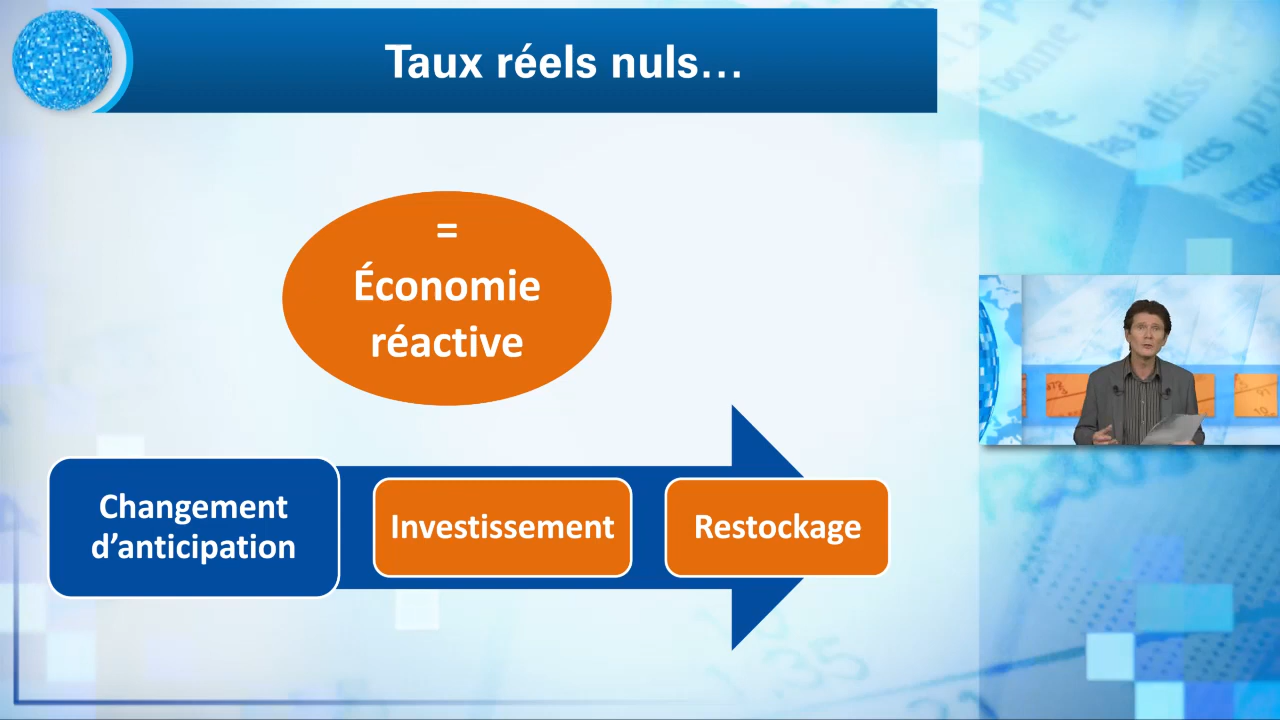 Taux réels nuls…
=
Économie
réactive
Changement
d’anticipation
Investissement
Restockage